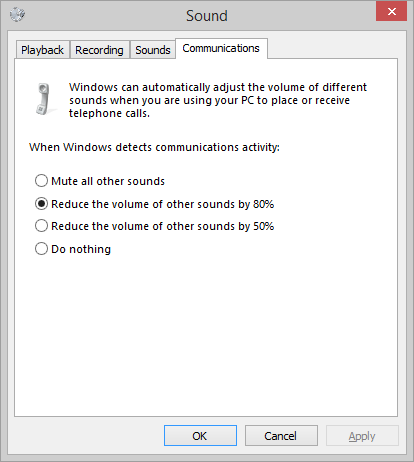 Sound
Playback Recording Sounds Communications
Windows can automatically adjust the volume of different
sounds when you are using your PC to place or receive
telephone calls.
When Windows detects communications activity:
Mute all other sounds
Reduce the volume of other sounds by 80%
Reduce the volume of other sounds by 50%
Do nothing
OK Cancel Apply